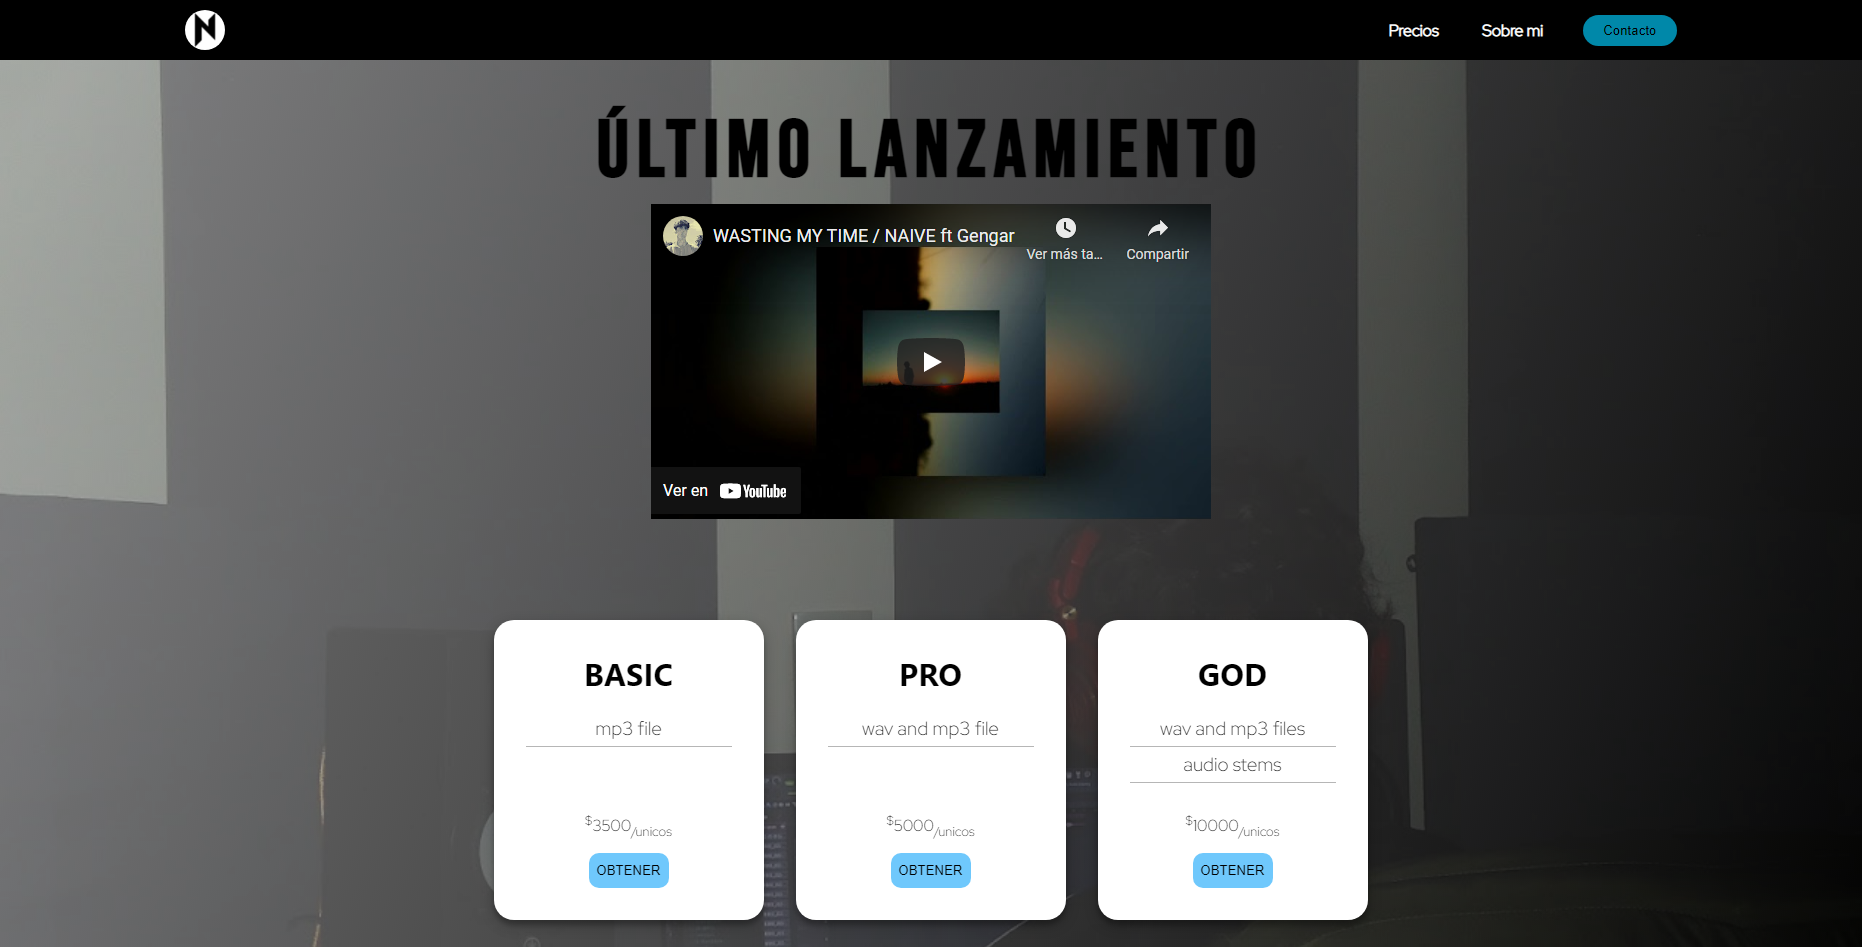 N
Precios Sobre mi Contacto
ÚLTIMO LANZAMIENTO
WASTING MY TIME / NAIVE ft Gengar
Ver más ta...
Compartir
Ver en YouTube
BASIC
mp3 file
$3500/unicos
OBTENER
PRO
wav and mp3 file
$5000/unicos
OBTENER
GOD
wav and mp3 files
audio stems
$10000/unicos
OBTENER